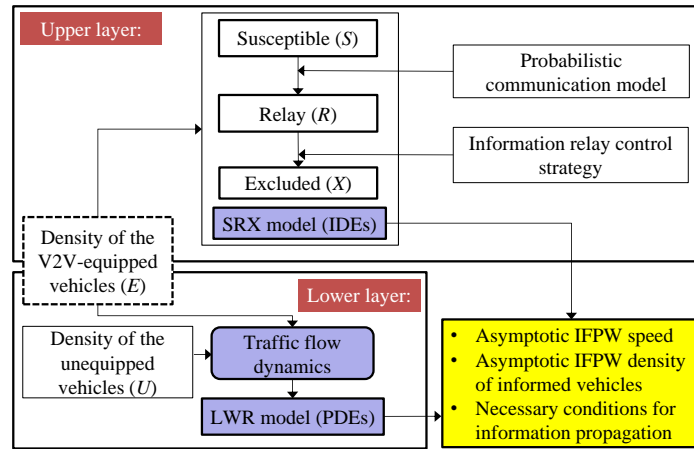 Upper layer:
Susceptible (S)
Probabilistic
communication model
Relay (R)
Information relay control
strategy
Excluded (X)
SRX model (IDEs)
Density of the
V2V-equipped
vehicles (E)
Lower layer:
Density of the
unequipped
vehicles (U)
Traffic flow
dynamics
LWR model (PDEs)
• Asymptotic IFPW speed
• Asymptotic IFPW density
of informed vehicles
• Necessary conditions for
information propagation